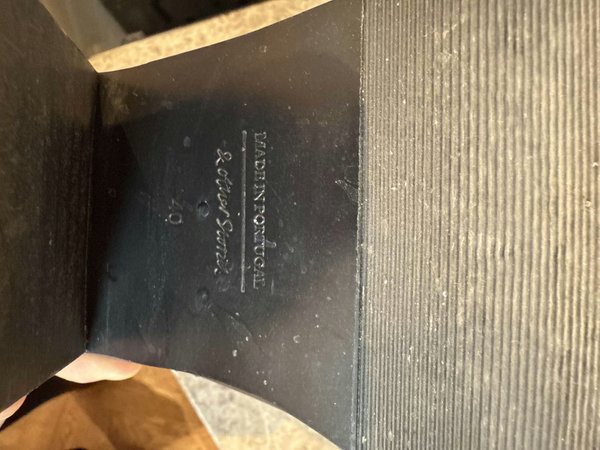 MADE IN PORTUGAL
& other Stories
40